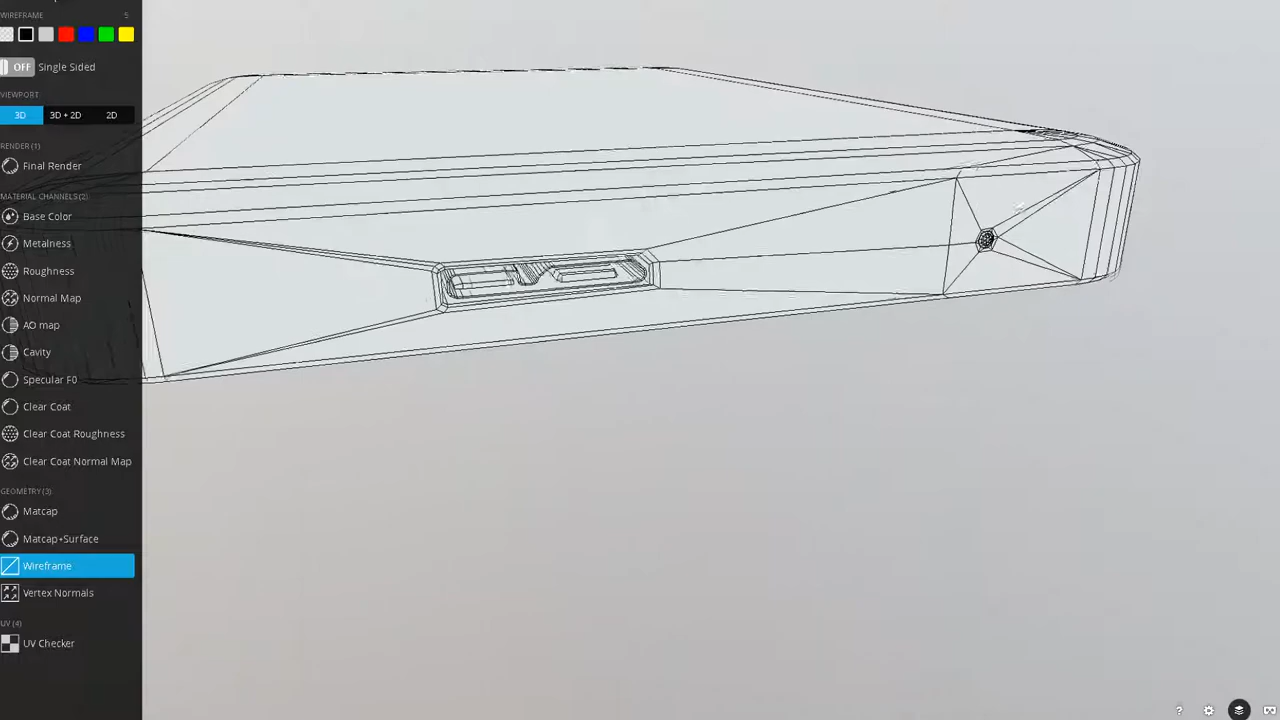 WIREFRAME 5
OFF Single Sided
VIEWPORT
3D 3D + 2D 2D
RENDER (1)
Final Render
MATERIAL CHANNELS (2)
Base Color
Metalness
Roughness
Normal Map
AO map
Cavity
Specular F0
Clear Coat
Clear Coat Roughness
Clear Coat Normal Map
GEOMETRY (3)
Matcap
Matcap+Surface
Wireframe
Vertex Normals
UV (4)
UV Checker
?